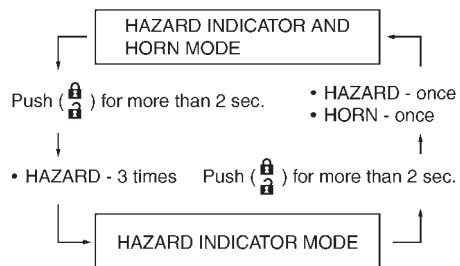 HAZARD INDICATOR AND
HORN MODE
Push ( ) for more than 2 sec.
• HAZARD - once
• HORN - once
• HAZARD - 3 times
Push ( ) for more than 2 sec.
HAZARD INDICATOR MODE